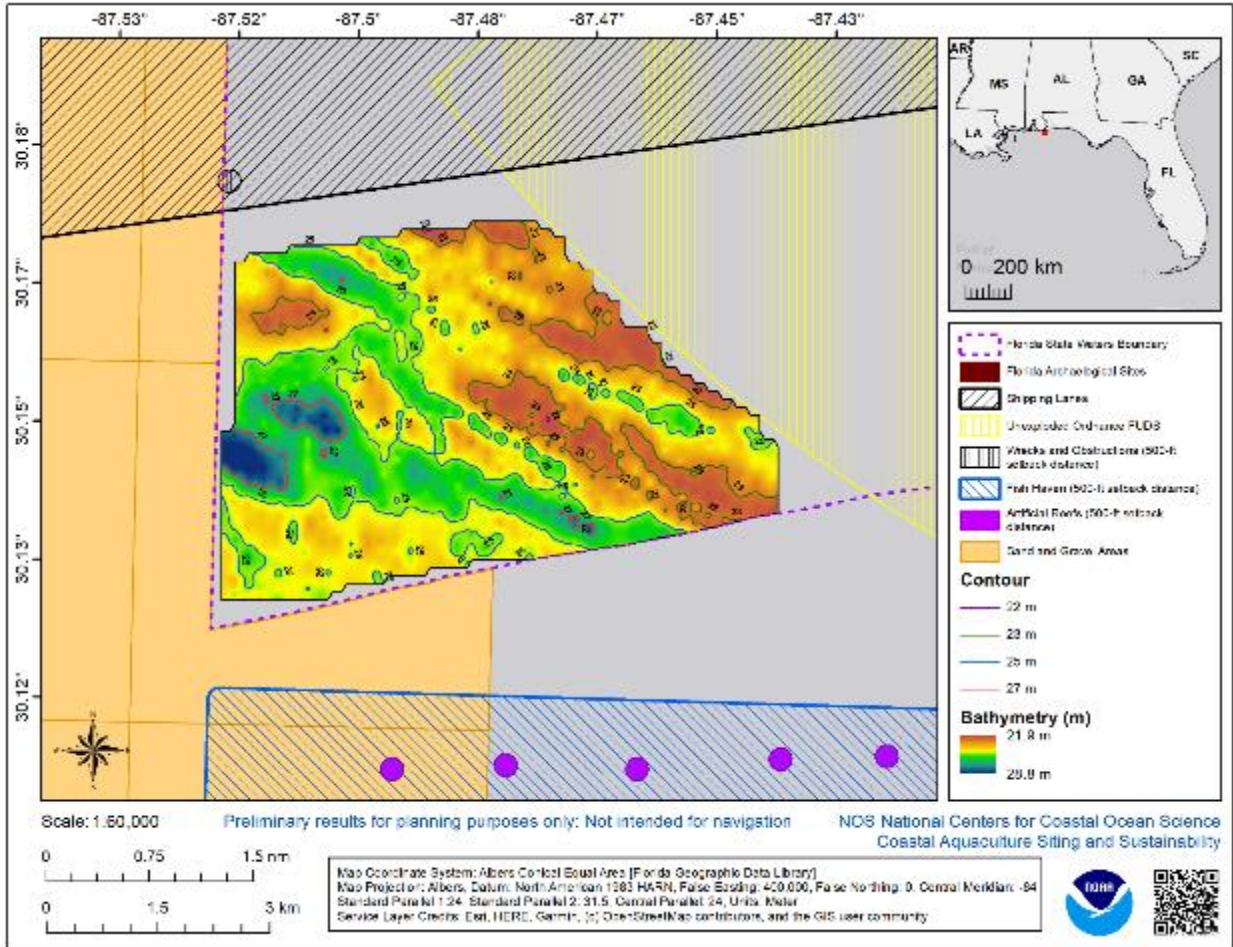 -87.53" -87.52" -87.5" -87.48" -87.47" -87.45" -87.43"
30.18"
30.17"
30.15"
30.13"
30.12"
AR
MS
AL
GA
SC
LA
FL
0 200 km
Florida State Waters Boundary
Florida Archaelogical Sites
Shipping Lanes
Unexploded Ordnance FUDS
Wrecks and Obstructions (500-ft
setback distance)
Fish Haven (500-ft setback distance)
Artificial Reefs (500-ft setback
distance)
Sand and Gravel Areas
Contour
22 m
23 m
25 m
27 m
Bathymetry (m)
21.8 m
28.8 m
Scale: 1:60,000
Preliminary results for planning purposes only: Not intended for navigation
NOS National Centers for Coastal Ocean Science
Coastal Aquaculture Siting and Sustainability
0 0.75 1.5 nm
0 1.5 3 km
Map Coordinate System: Albers Conical Equal Area [Florida Geographic Data Library]
Map Projection: Albers, Datum: North American 1983 HARN, False Easting: 400,000, False Northing: 0, Central Meridian: -84
Standard Parallel 1:24, Standard Parallel 2: 31.5, Central Parallel: 24, Units: Meter
Service Layer Credits: Esri, HERE, Garmin, (c) OpenStreetMap contributors, and the GIS user community
NOAA